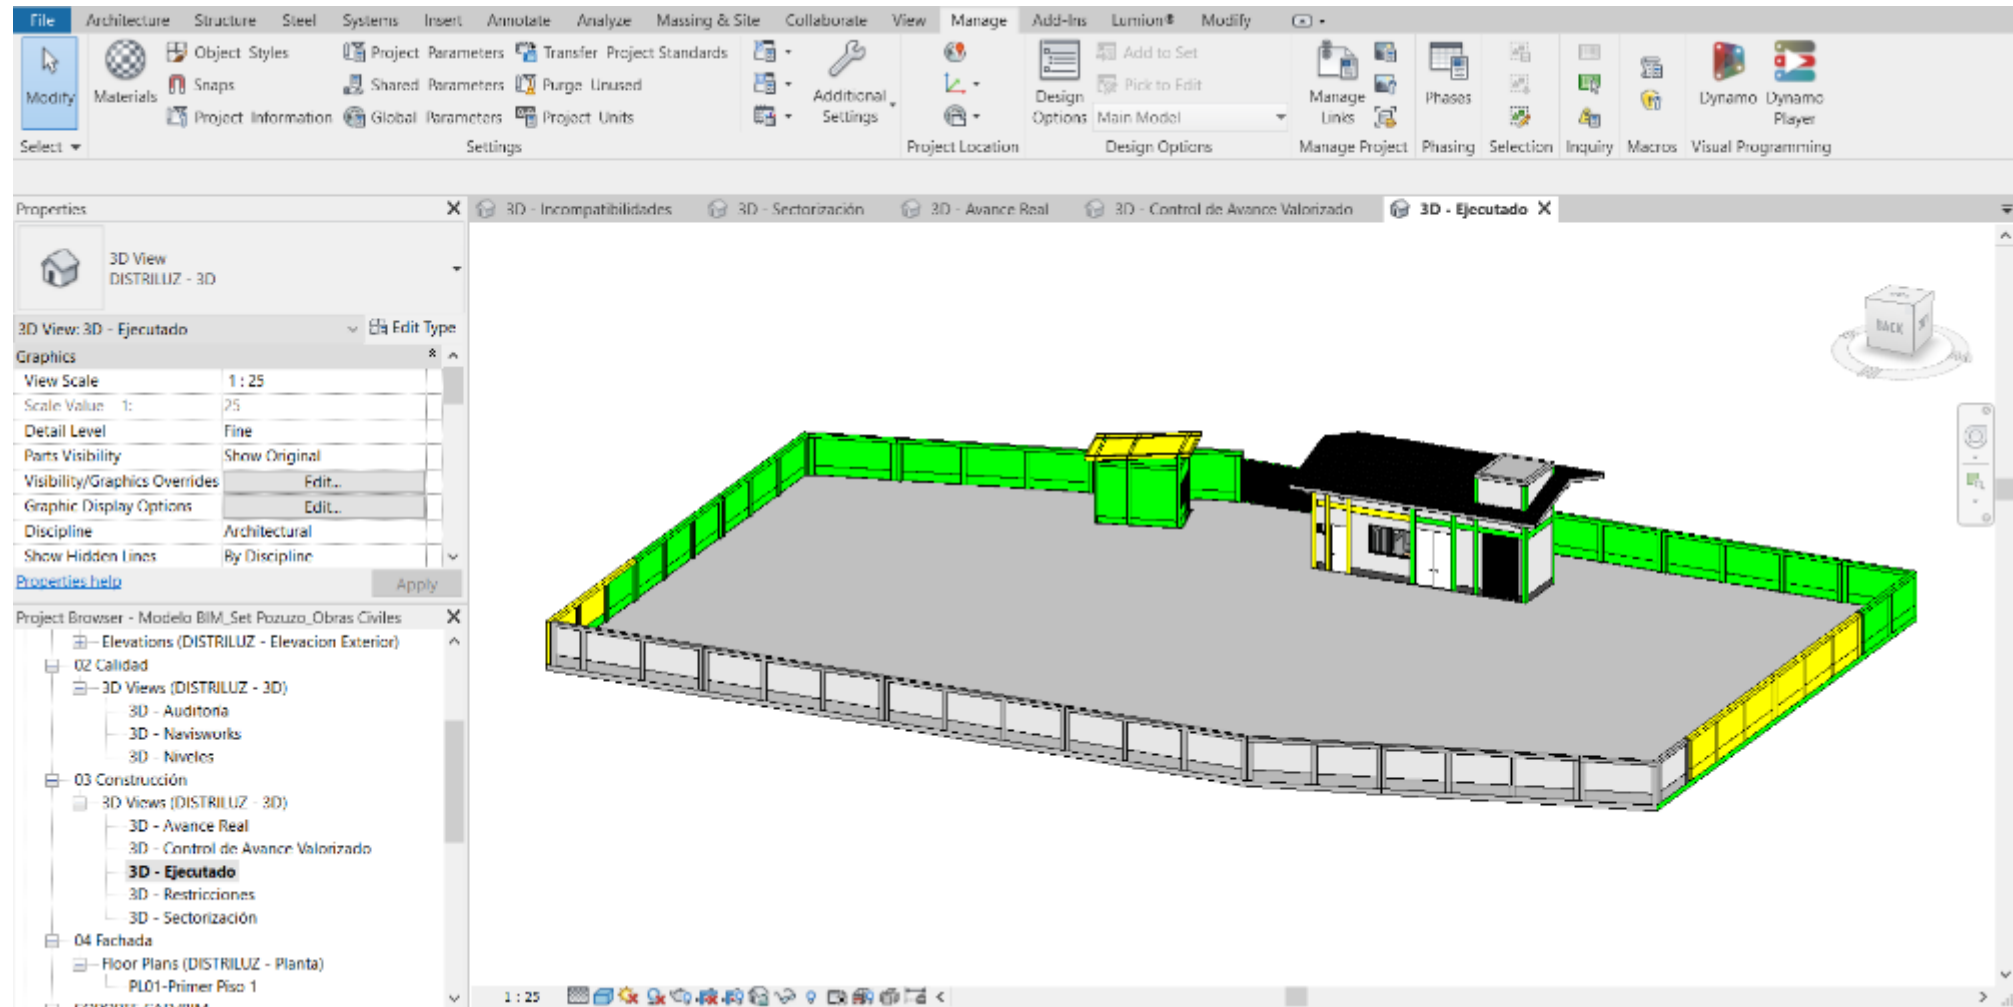 File Architecture Structure Steel Systems Insert Annotate Analyze Massing & Site Collaborate View Manage Add-Ins Lumion® Modify
Object Styles Project Parameters Transfer Project Standards Add to Set
Snaps Shared Parameters Purge Unused Pick to Edit
Modify Materials Additional Settings Design Options Manage Links Phases Dynamo Dynamo Player
Project Information Global Parameters Project Units Main Model
Select Settings Project Location Design Options Manage Project Phasing Selection Inquiry Macros Visual Programming
Properties
3D - Incompatibilidades 3D - Sectorización 3D - Avance Real 3D - Control de Avance Valorizado 3D - Ejecutado
3D View
DISTRILUZ - 3D
3D View: 3D - Ejecutado Edit Type
Graphics
View Scale 1 : 25
Scale Value 1: 25
Detail Level Fine
Parts Visibility Show Original
Visibility/Graphics Overrides Edit...
Graphic Display Options Edit...
Discipline Architectural
Show Hidden Lines By Discipline
Properties help Apply
BACK
Project Browser - Modelo BIM_Set Pozuzo_Obras Civiles
Elevations (DISTRILUZ - Elevacion Exterior)
02 Calidad
3D Views (DISTRILUZ - 3D)
3D - Auditoria
3D - Navisworks
3D - Niveles
03 Construcción
3D Views (DISTRILUZ - 3D)
3D - Avance Real
3D - Control de Avance Valorizado
3D - Ejecutado
3D - Restricciones
3D - Sectorización
04 Fachada
Floor Plans (DISTRILUZ - Planta)
PL01-Primer Piso 1
1 : 25